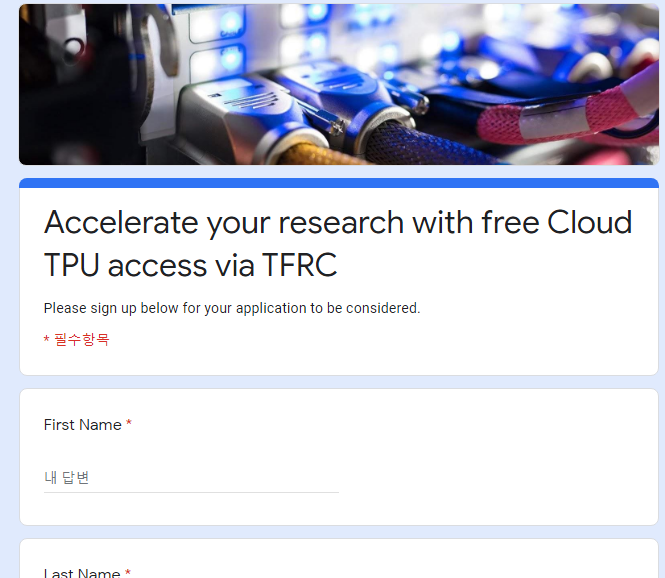 Accelerate your research with free Cloud
TPU access via TFRC
Please sign up below for your application to be considered.
* 필수항목
First Name *
내 답변
Last Name *